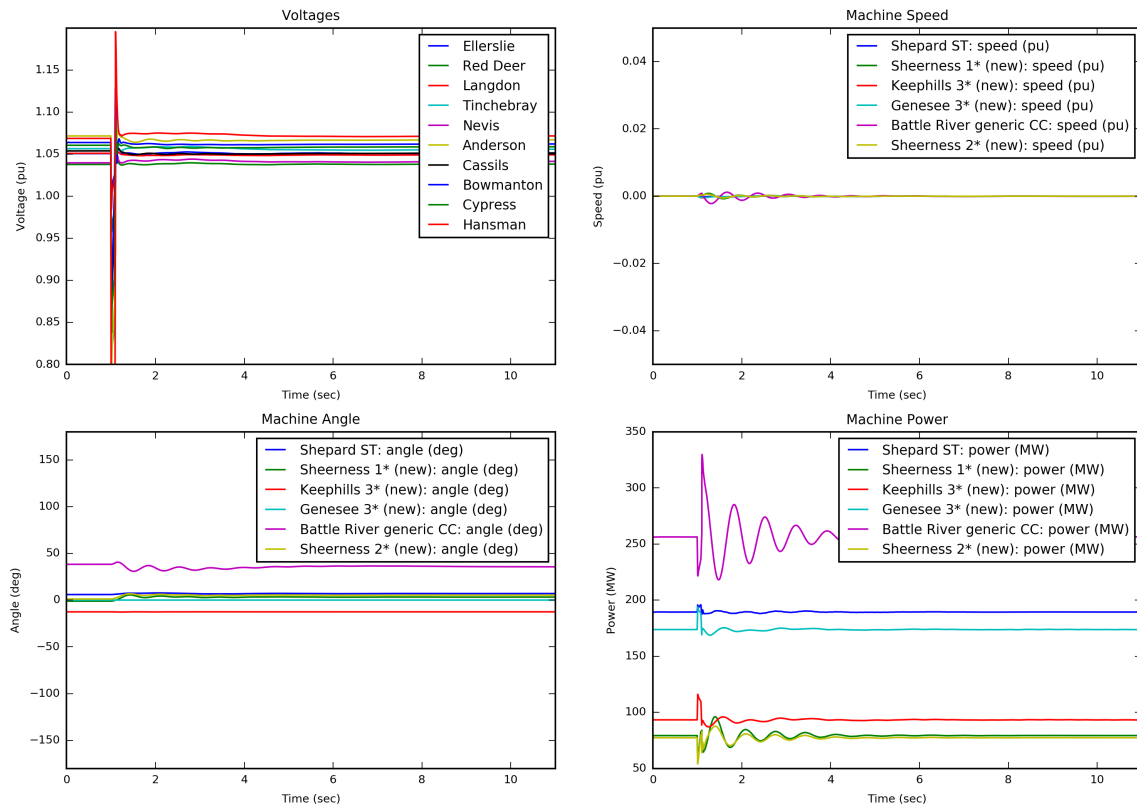 Voltages
1.15
1.10
1.05
1.00
0.95
0.90
0.85
0.80
Voltage (pu)
0
2
4
6
8
10
Time (sec)
Ellerslie
Red Deer
Langdon
Tinchebray
Nevis
Anderson
Cassils
Bowmanton
Cypress
Hansman
Machine Speed
0.04
0.02
0.00
−0.02
−0.04
Speed (pu)
0
2
4
6
8
10
Time (sec)
Shepard ST: speed (pu)
Sheerness 1* (new): speed (pu)
Keephills 3* (new): speed (pu)
Genesee 3* (new): speed (pu)
Battle River generic CC: speed (pu)
Sheerness 2* (new): speed (pu)
Machine Angle
150
100
50
0
−50
−100
−150
Angle (deg)
0
2
4
6
8
10
Time (sec)
Shepard ST: angle (deg)
Sheerness 1* (new): angle (deg)
Keephills 3* (new): angle (deg)
Genesee 3* (new): angle (deg)
Battle River generic CC: angle (deg)
Sheerness 2* (new): angle (deg)
Machine Power
350
300
250
200
150
100
50
Power (MW)
0
2
4
6
8
10
Time (sec)
Shepard ST: power (MW)
Sheerness 1* (new): power (MW)
Keephills 3* (new): power (MW)
Genesee 3* (new): power (MW)
Battle River generic CC: power (MW)
Sheerness 2* (new): power (MW)